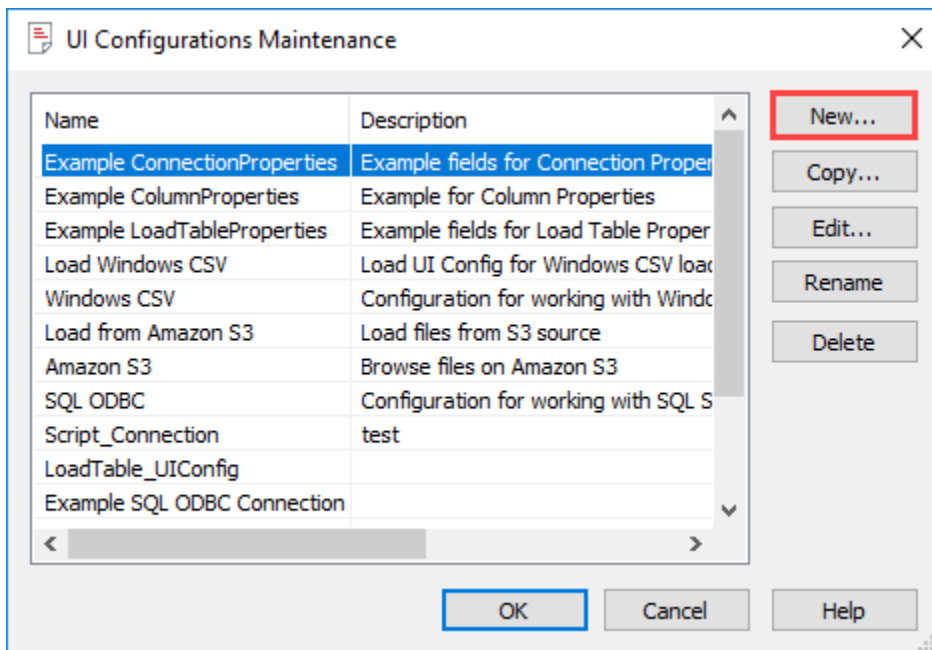 UI Configurations Maintenance
Name Description
Example ConnectionProperties Example fields for Connection Proper
Example ColumnProperties Example for Column Properties
Example LoadTableProperties Example fields for Load Table Proper
Load Windows CSV Load UI Config for Windows CSV load
Windows CSV Configuration for working with Windo
Load from Amazon S3 Load files from S3 source
Amazon S3 Browse files on Amazon S3
SQL ODBC Configuration for working with SQL S
Script_Connection test
LoadTable_UIConfig
Example SQL ODBC Connection
New...
Copy...
Edit...
Rename
Delete
OK Cancel Help